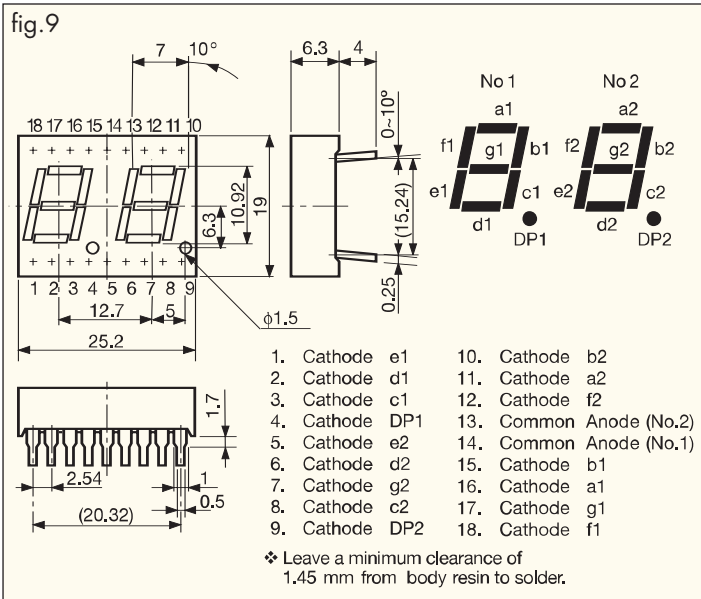 fig.9
7 10°
6.3 4
No 1 No 2
a1 a2
f1 g1 b1 f2 g2 b2
e1 c1 e2 c2
d1 DP1 d2 DP2
18 17 16 15 14 13 12 11 10
0~10°
6.3
10.92
19
(15.24)
0.25
1 2 3 4 5 6 7 8 9
12.7 5
ϕ1.5
25.2
1.7
2.54 1
0.5
(20.32)
1. Cathode e1
2. Cathode d1
3. Cathode c1
4. Cathode DP1
5. Cathode e2
6. Cathode d2
7. Cathode g2
8. Cathode c2
9. Cathode DP2
10. Cathode b2
11. Cathode a2
12. Cathode f2
13. Common Anode (No.2)
14. Common Anode (No.1)
15. Cathode b1
16. Cathode a1
17. Cathode g1
18. Cathode f1
❖ Leave a minimum clearance of
1.45 mm from body resin to solder.